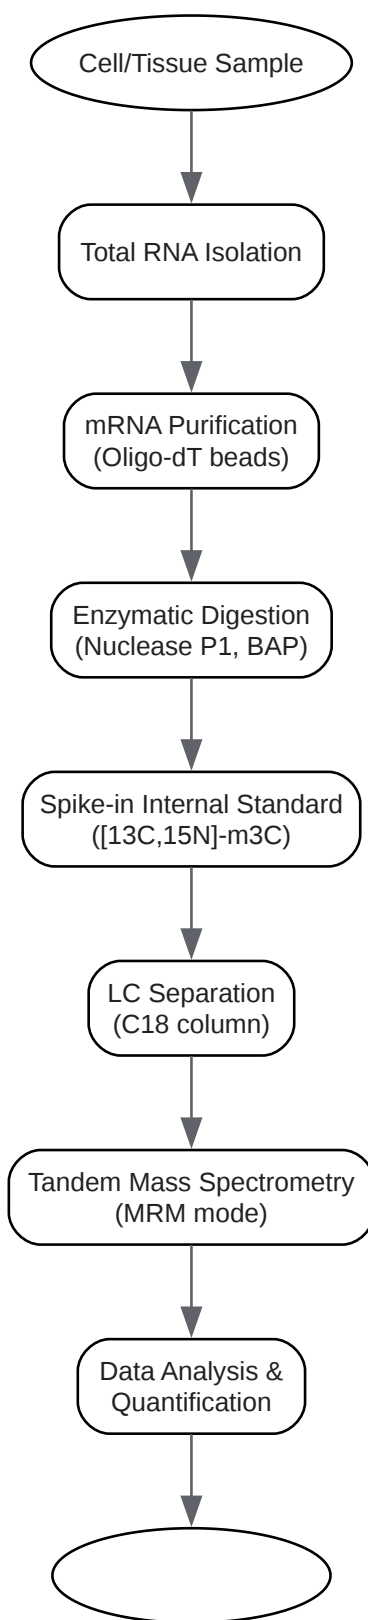 Cell/Tissue Sample
Total RNA Isolation
mRNA Purification
(Oligo-dT beads)
Enzymatic Digestion
(Nuclease P1, BAP)
Spike-in Internal Standard
([13C,15N]-m3C)
LC Separation
(C18 column)
Tandem Mass Spectrometry
(MRM mode)
Data Analysis &
Quantification